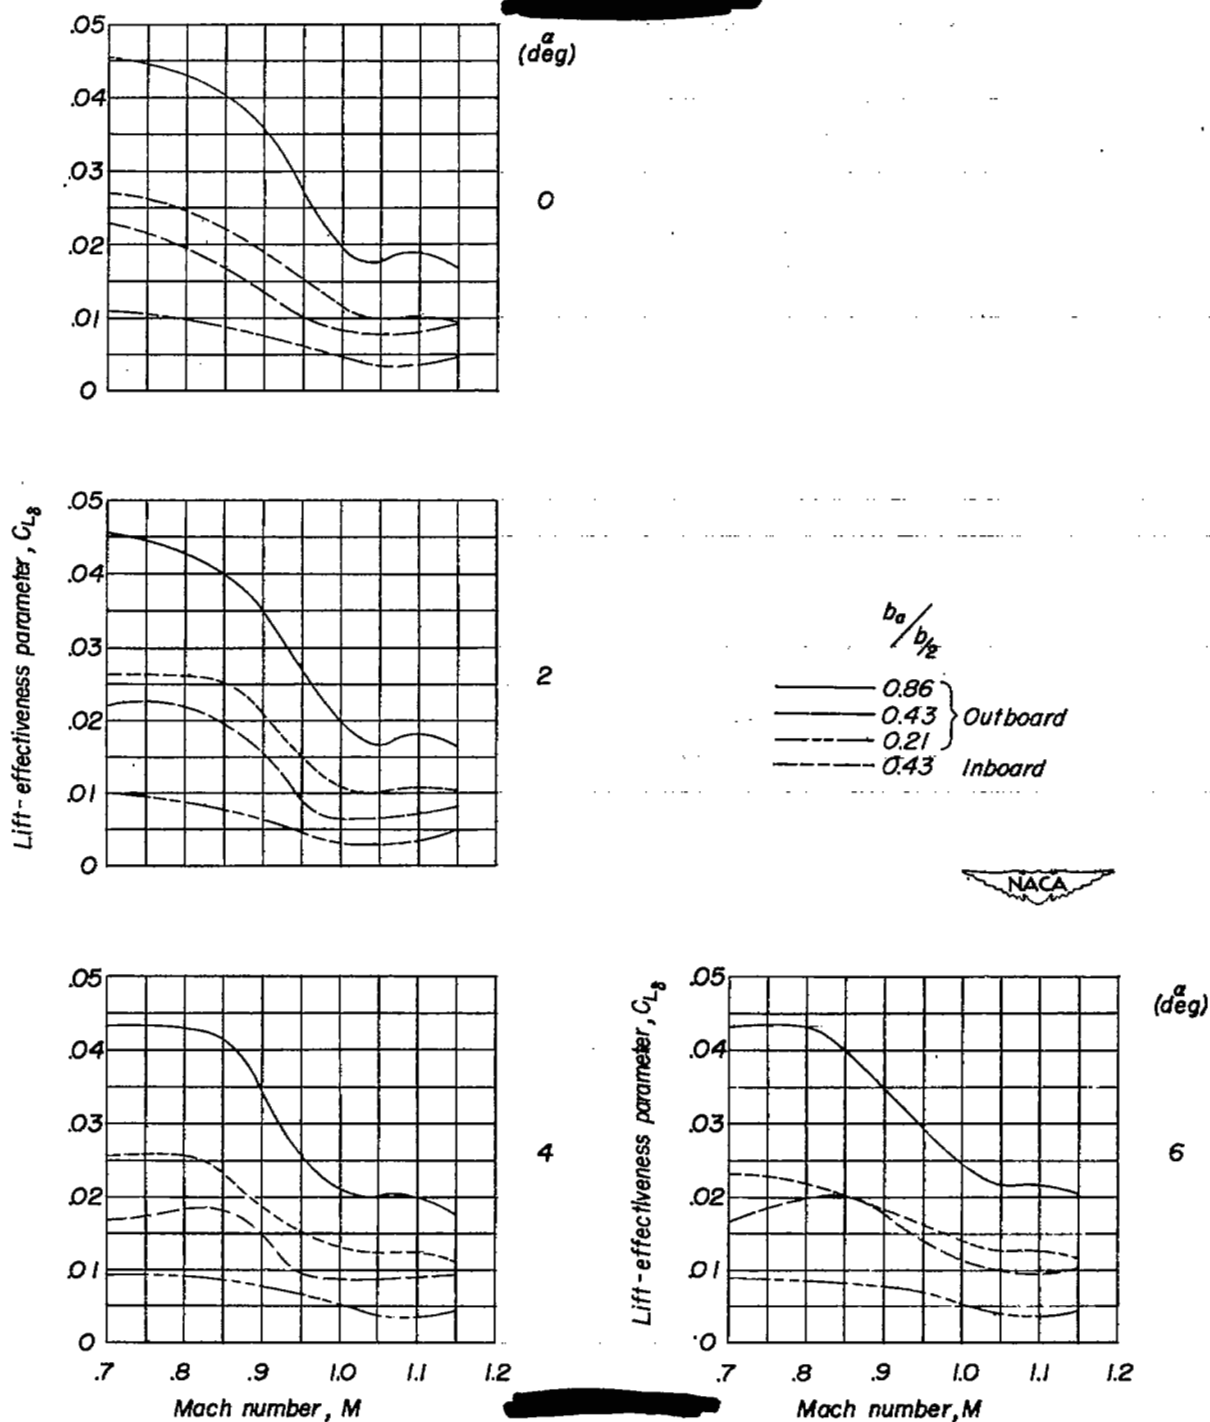 .05
.04
.03
.02
.01
0
α
(deg)
0
Lift-effectiveness parameter, CLδ
.05
.04
.03
.02
.01
0
2
ba/b/2
0.86
0.43
0.21
Outboard
0.43 Inboard
NACA
.05
.04
.03
.02
.01
0
.7 .8 .9 1.0 1.1 1.2
Mach number, M
4
Lift-effectiveness parameter, CLδ
.05
.04
.03
.02
.01
0
.7 .8 .9 1.0 1.1 1.2
Mach number, M
α
(deg)
6